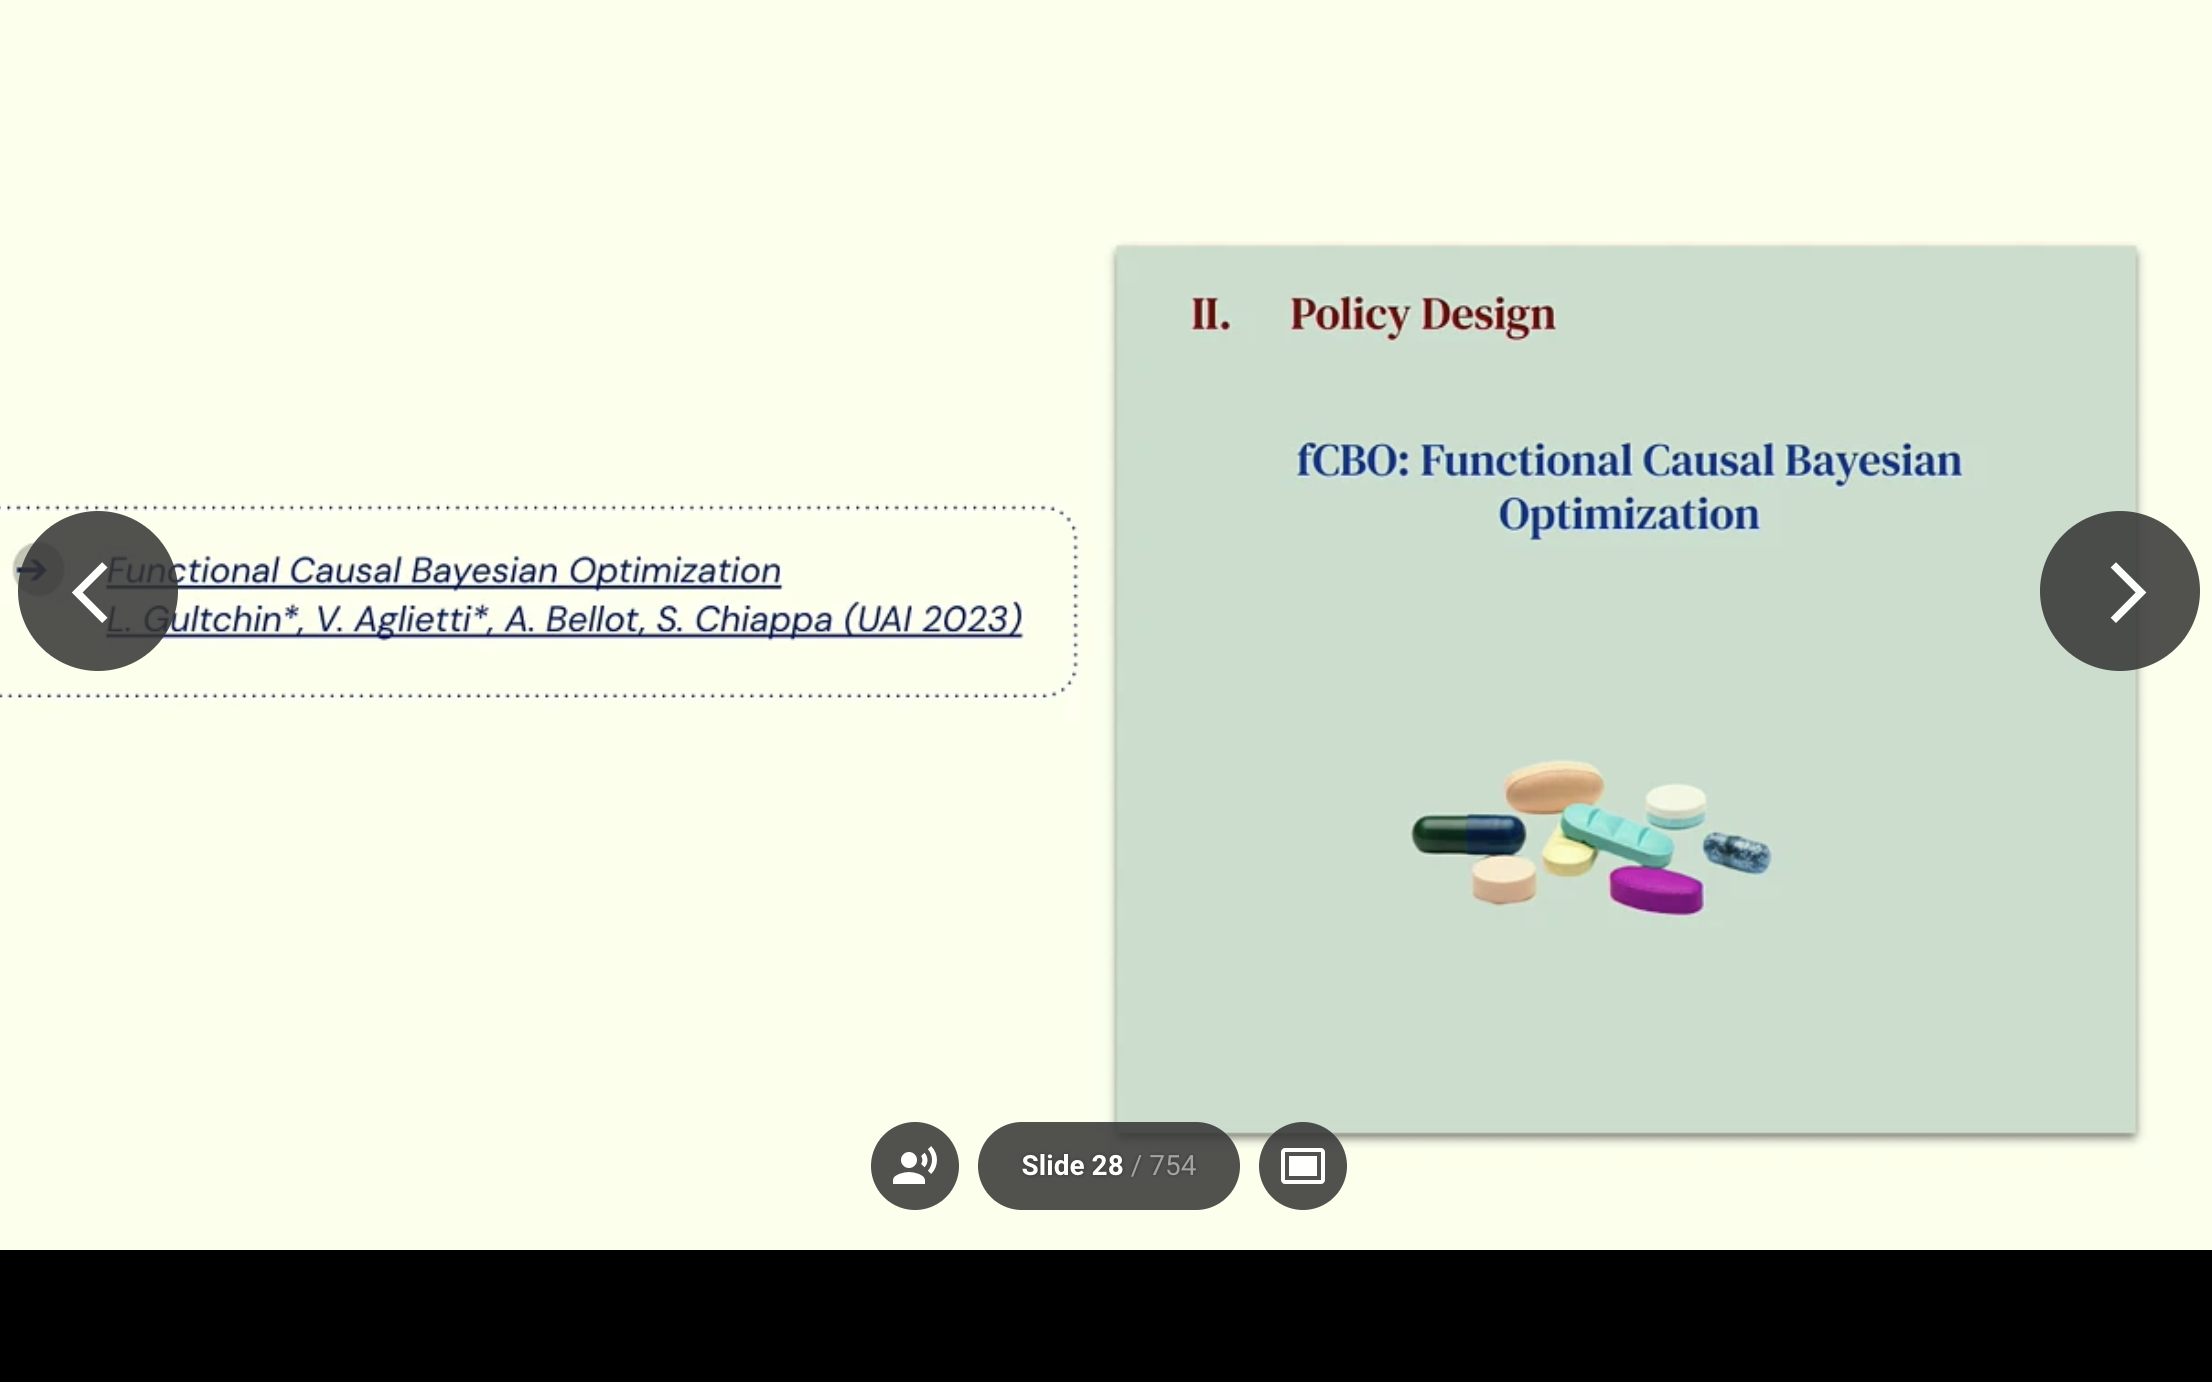 Functional Causal Bayesian Optimization
L. Gultchin*, V. Aglietti*, A. Bellot, S. Chiappa (UAI 2023)
II. Policy Design
fCBO: Functional Causal Bayesian
Optimization
Slide 28 / 754